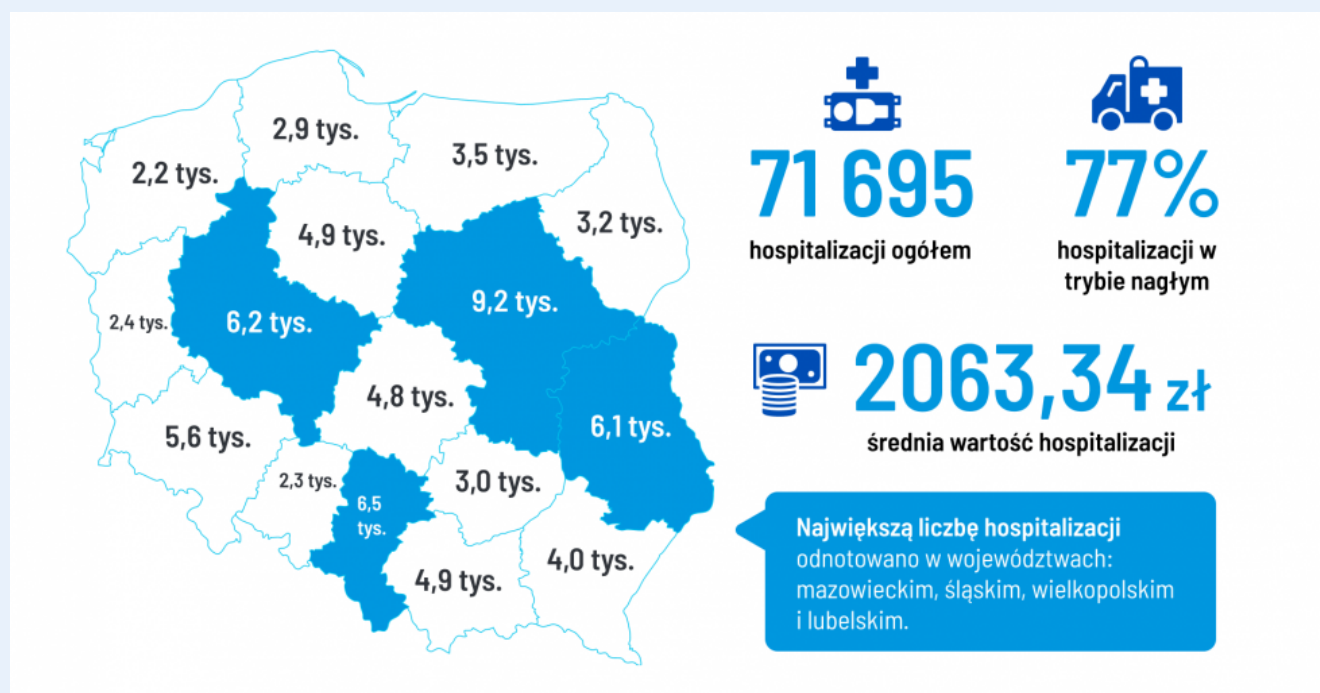 2,9 tys.
3,5 tys.
2,2 tys.
4,9 tys.
3,2 tys.
2,4 tys.
6,2 tys.
9,2 tys.
4,8 tys.
6,1 tys.
5,6 tys.
2,3 tys.
6,5
tys.
3,0 tys.
4,9 tys.
4,0 tys.
71 695
hospitalizacji ogółem
77%
hospitalizacji w
trybie nagłym
2063,34 zł
średnia wartość hospitalizacji
Największą liczbę hospitalizacji
odnotowano w województwach:
mazowieckim, śląskim, wielkopolskim
i lubelskim.